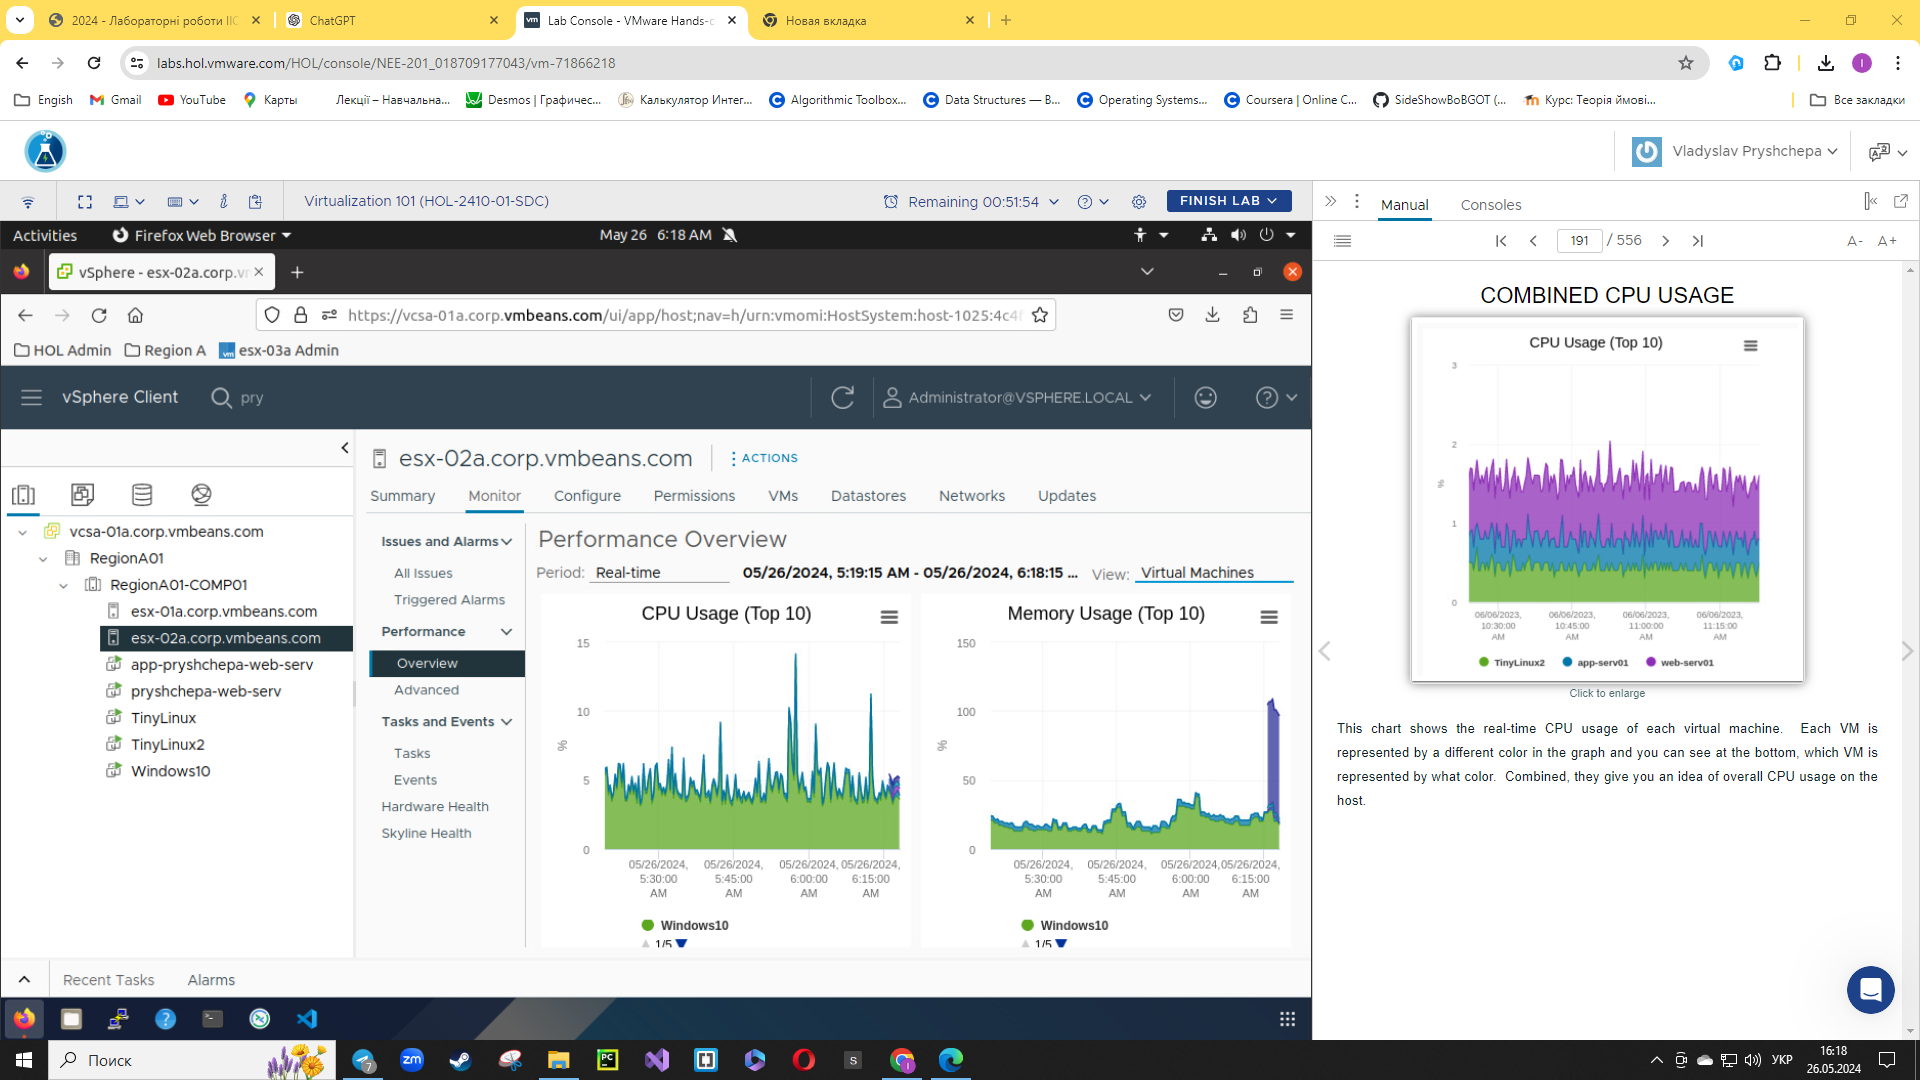 2024 - Лабораторні роботи ІІС
ChatGPT
Lab Console - VMware Hands-o
Новая вкладка
labs.hol.vmware.com/HOL/console/NEE-201_018709177043/vm-71866218
Engish
Gmail
YouTube
Карты
Лекції – Навчальна...
Desmos | Графичес...
Калькулятор Интег...
Algorithmic Toolbox...
Data Structures — В...
Operating Systems...
Coursera | Online C...
SideShowBoBGOT (...
Курс: Теорія ймові...
Все закладки
Vladyslav Pryshchepa
Virtualization 101 (HOL-2410-01-SDC)
Remaining 00:51:54
FINISH LAB
Manual
Consoles
191 / 556
A-
A+
Activities
Firefox Web Browser
May 26 6:18 AM
vSphere - esx-02a.corp.vm
https://vcsa-01a.corp.vmbeans.com/ui/app/host;nav=h/urn:vmomi:HostSystem:host-1025:4c4
HOL Admin
Region A
esx-03a Admin
vSphere Client
pry
Administrator@VSPHERE.LOCAL
vcsa-01a.corp.vmbeans.com
RegionA01
RegionA01-COMP01
esx-01a.corp.vmbeans.com
esx-02a.corp.vmbeans.com
app-pryshchepa-web-serv
pryshchepa-web-serv
TinyLinux
TinyLinux2
Windows10
esx-02a.corp.vmbeans.com
ACTIONS
Summary
Monitor
Configure
Permissions
VMs
Datastores
Networks
Updates
Issues and Alarms
All Issues
Triggered Alarms
Performance
Overview
Advanced
Tasks and Events
Tasks
Events
Hardware Health
Skyline Health
Performance Overview
Period: Real-time
05/26/2024, 5:19:15 AM - 05/26/2024, 6:18:15 ...
View: Virtual Machines
CPU Usage (Top 10)
15
10
5
0
%
05/26/2024, 5:30:00 AM
05/26/2024, 5:45:00 AM
05/26/2024, 6:00:00 AM
05/26/2024, 6:15:00 AM
Windows10
1/5
Memory Usage (Top 10)
150
100
50
0
%
05/26/2024, 5:30:00 AM
05/26/2024, 5:45:00 AM
05/26/2024, 6:00:00 AM
05/26/2024, 6:15:00 AM
Windows10
1/5
Recent Tasks
Alarms
COMBINED CPU USAGE
CPU Usage (Top 10)
3
2
1
0
%
06/06/2023, 10:30:00 AM
06/06/2023, 10:45:00 AM
06/06/2023, 11:00:00 AM
06/06/2023, 11:15:00 AM
TinyLinux2
app-serv01
web-serv01
Click to enlarge
This chart shows the real-time CPU usage of each virtual machine. Each VM is
represented by a different color in the graph and you can see at the bottom, which VM is
represented by what color. Combined, they give you an idea of overall CPU usage on the
host.
Поиск
7
zm
PC
S
УКР
16:18
26.05.2024